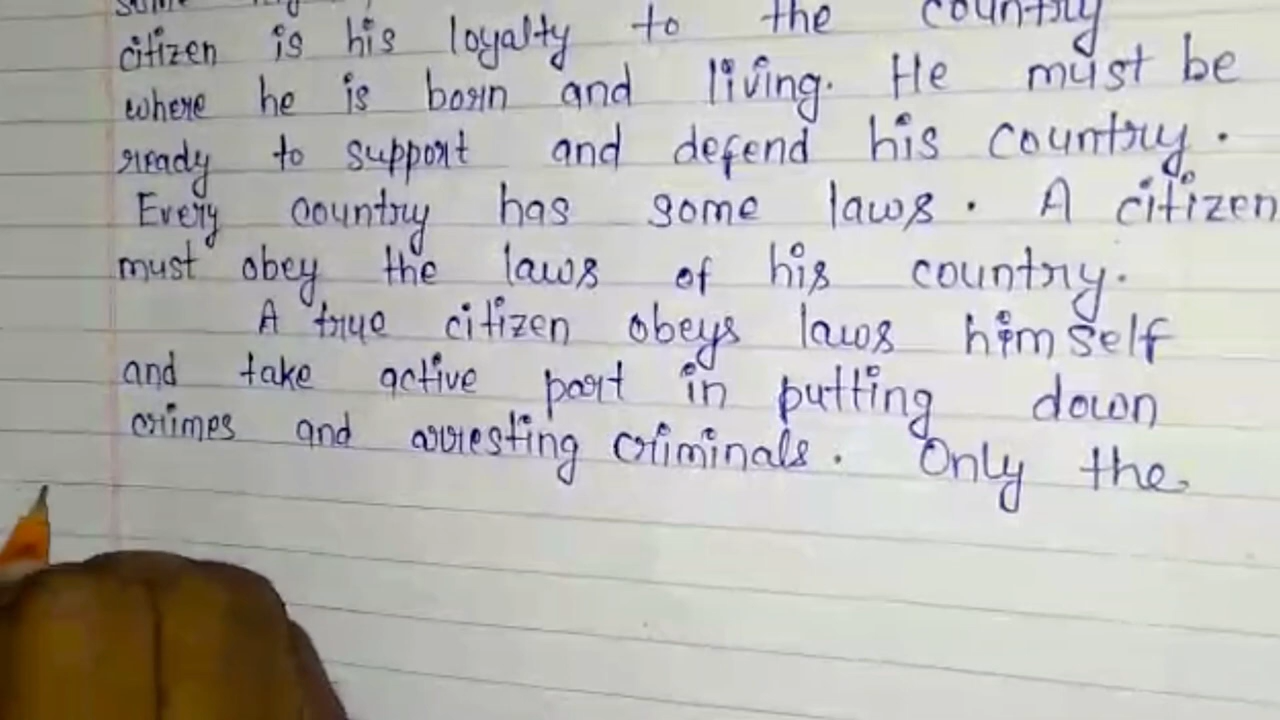 citizen is his loyalty to the country
where he is born and living. He must be
ready to support and defend his country.
Every country has some laws. A citizen
must obey the laws of his country.
A true citizen obeys laws himself
and take active part in putting down
crimes and arresting criminals. Only the